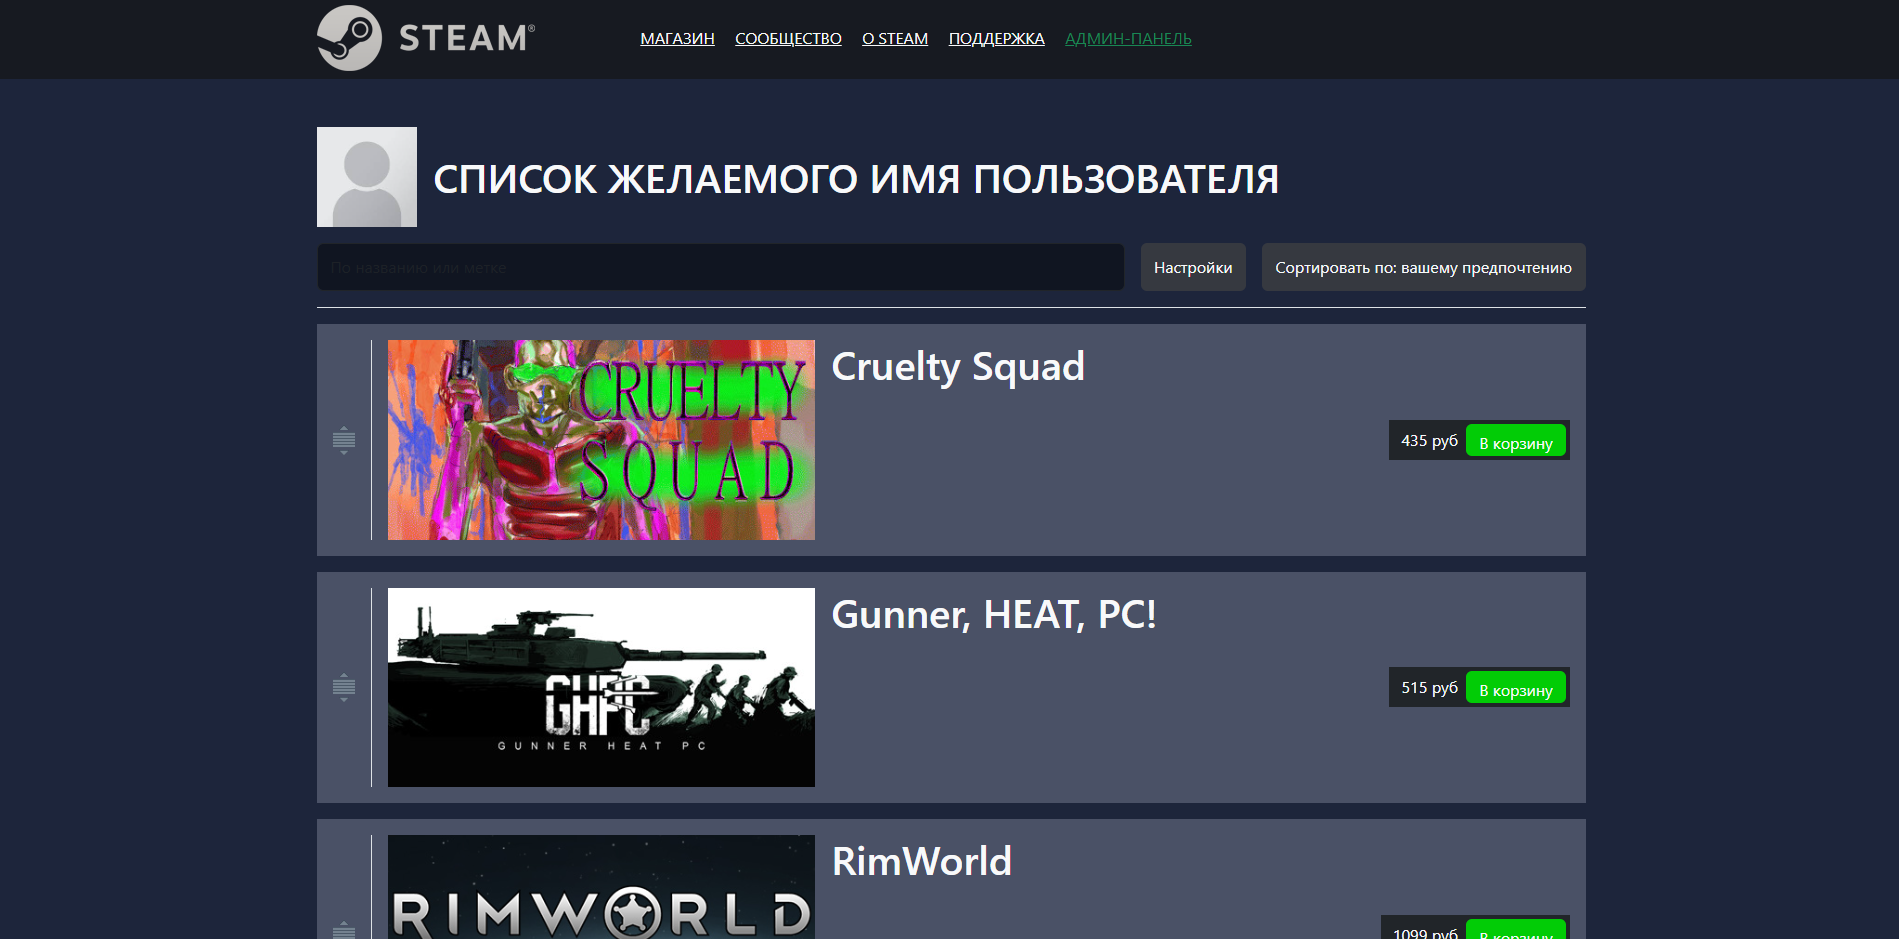 STEAM®
МАГАЗИН СООБЩЕСТВО О STEAM ПОДДЕРЖКА АДМИН-ПАНЕЛЬ
СПИСОК ЖЕЛАЕМОГО ИМЯ ПОЛЬЗОВАТЕЛЯ
По названию или метке
Настройки
Сортировать по: вашему предпочтению
CRUELTY
SQUAD
Cruelty Squad
435 руб В корзину
GHPC
GUNNER HEAT PC
Gunner, HEAT, PC!
515 руб В корзину
RIMWORLD
RimWorld
1099 руб В корзину